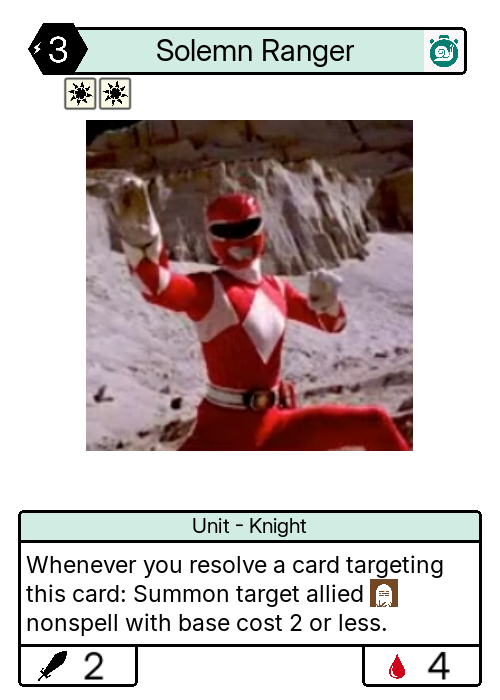 3
Solemn Ranger
Unit - Knight
Whenever you resolve a card targeting
this card: Summon target allied
nonspell with base cost 2 or less.
2
4